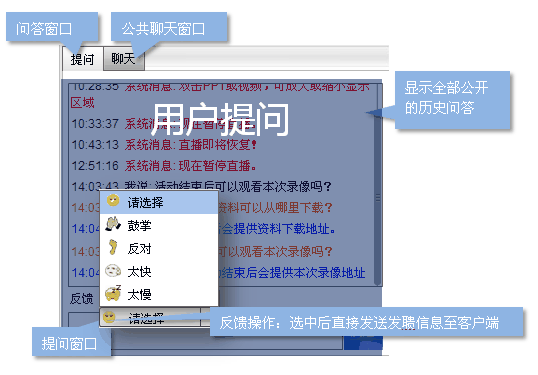 问答窗口
公共聊天窗口
提问
聊天
显示全部公开
的历史问答
10:28:35 系统消息: 双击PPT或视频，可放大或缩小显示
区域
用户提问
10:33:37 系统消息: 现在暂停直播。
10:43:13 系统消息: 直播即将恢复!
12:51:16 系统消息: 现在暂停直播。
14:03:43 我说: 活动结束后可以观看本次录像吗?
14:03
资料可以从哪里下载?
14:04
会提供资料下载地址。
14:03
可以观看本次录像吗?
14:04
结束后会提供本次录像地址
请选择
鼓掌
反对
太快
太慢
反馈
请选择
反馈操作：选中后直接发送发聘信息至客户端
提问窗口